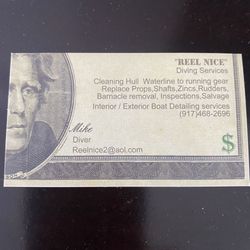 "REEL NICE"
Diving Services
Cleaning Hull Waterline to running gear
Replace Props,Shafts,Zincs,Rudders,
Barnacle removal, Inspections,Salvage
Interior / Exterior Boat Detailing services
(917)468-2696
Mike
Diver
Reelnice2@aol.com
$